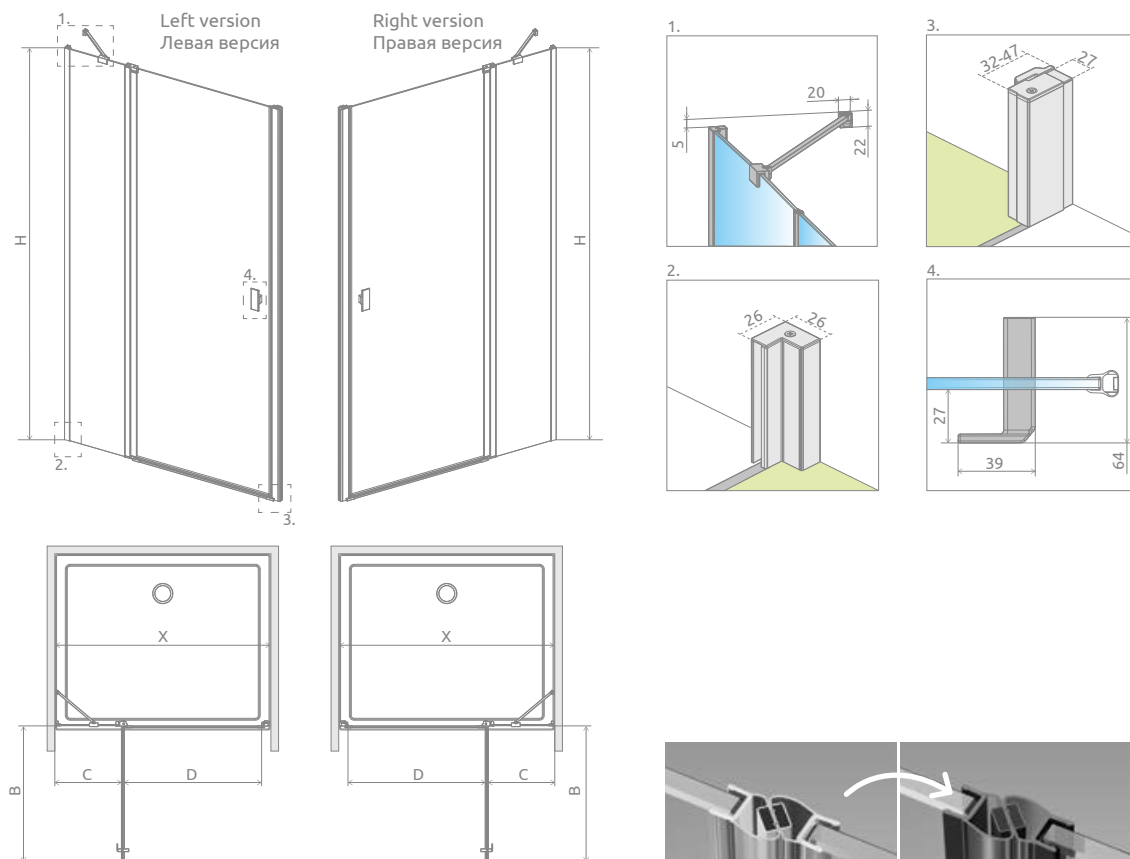 1.
Left version
Левая версия
Right version
Правая версия
H
H
4.
2.
3.
1.
20
5
22
3.
32-47
27
2.
26
26
4.
27
39
64
X
C
D
B
X
D
C
B